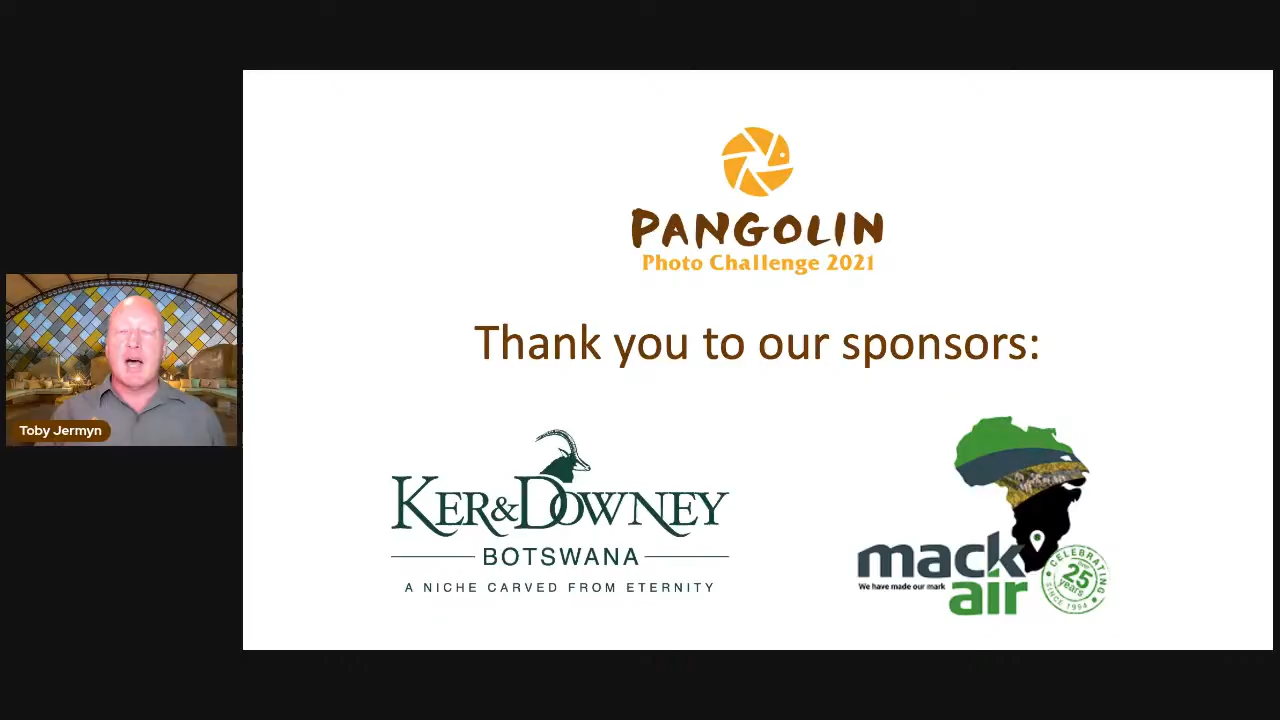 PANGOLIN
Photo Challenge 2021
Thank you to our sponsors:
Toby Jermyn
KER & DOWNEY
BOTSWANA
A NICHE CARVED FROM ETERNITY
mack
We have made our mark
air
CELEBRATING
over
25
years
SINCE 1994